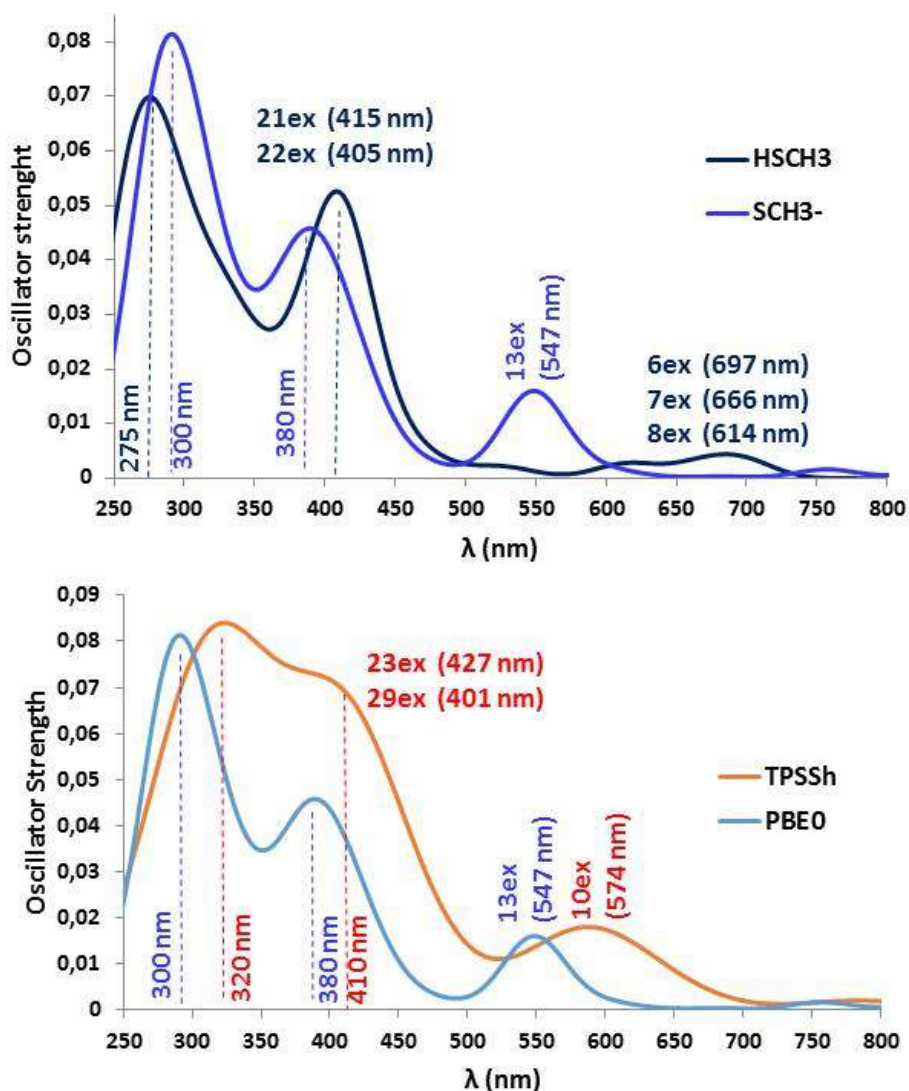 Oscillator strenght
0,08
0,07
0,06
0,05
0,04
0,03
0,02
0,01
0
21ex (415 nm)
22ex (405 nm)
HSCH3
SCH3-
275 nm
300 nm
380 nm
13ex
(547 nm)
6ex (697 nm)
7ex (666 nm)
8ex (614 nm)
250 300 350 400 450 500 550 600 650 700 750 800
λ (nm)
Oscillator Strength
0,09
0,08
0,07
0,06
0,05
0,04
0,03
0,02
0,01
0
23ex (427 nm)
29ex (401 nm)
TPSSh
PBE0
300 nm
320 nm
380 nm
410 nm
13ex
(547 nm)
10ex
(574 nm)
250 300 350 400 450 500 550 600 650 700 750 800
λ (nm)